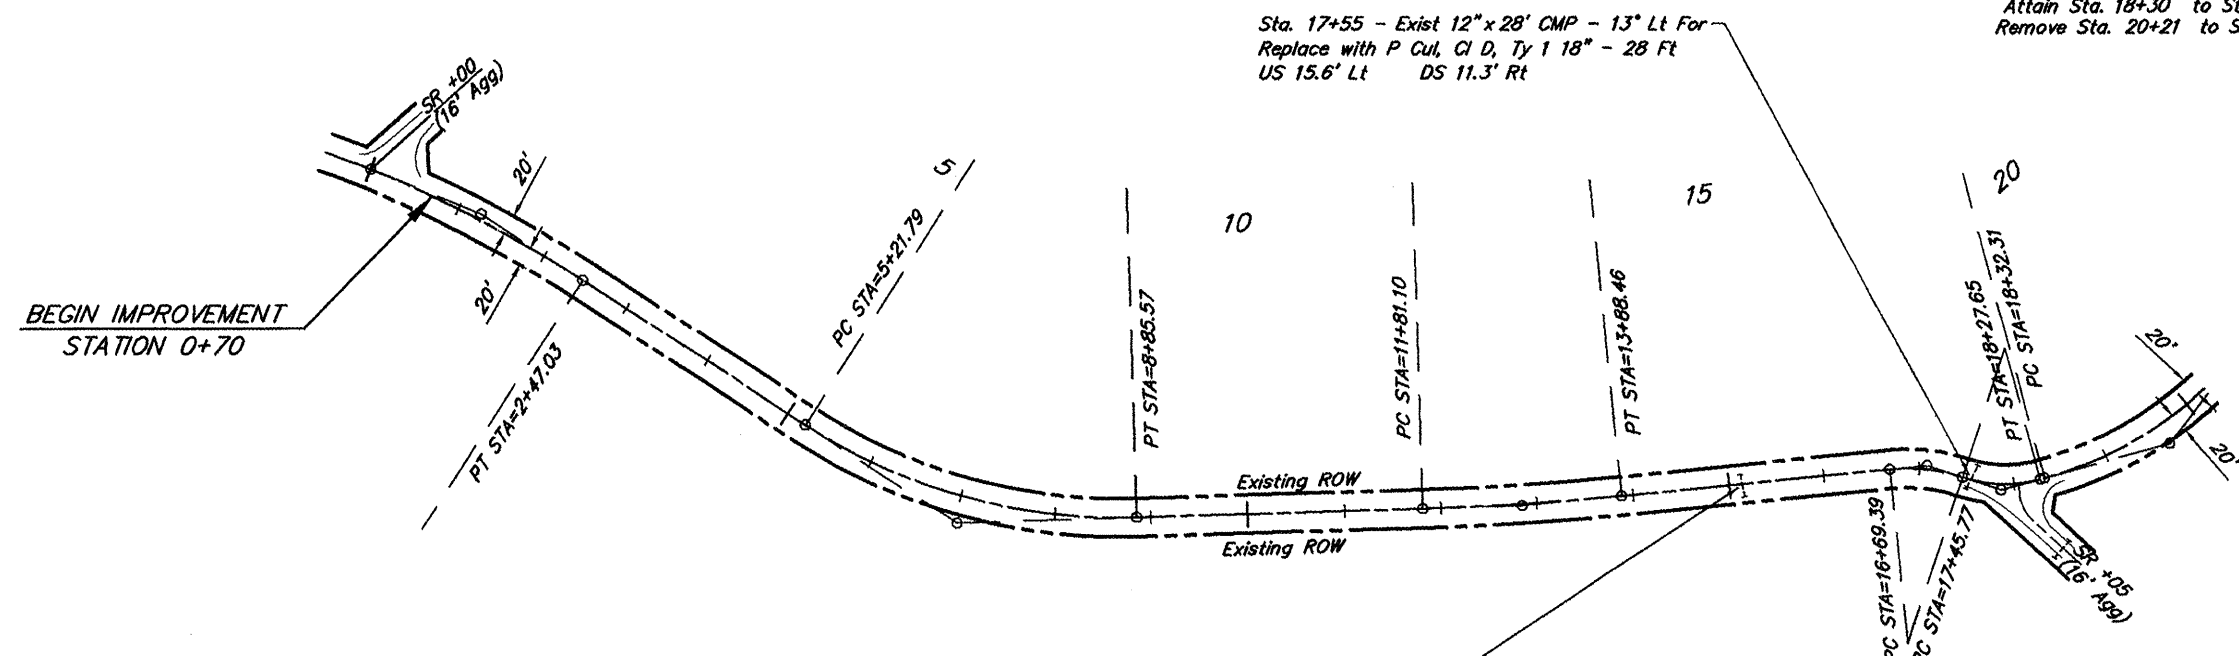 Sta. 17+55 - Exist 12" x 28' CMP - 13° Lt For
Replace with P Cul, Cl D, Ty 1 18" - 28 Ft
US 15.6' Lt DS 11.3' Rt
Attain Sta. 18+30 to
Remove Sta. 20+21 to
SR +00
(16' Agg)
20'
20'
BEGIN IMPROVEMENT
STATION 0+70
PT STA=2+47.03
5
PC STA=5+21.79
PT STA=8+85.57
10
PC STA=11+81.10
PT STA=13+88.46
15
20
PT STA=18+27.65
PC STA=18+32.31
20'
20'
Existing ROW
Existing ROW
PC STA=16+69.39
PC STA=17+45.77
SR +05
(16' Agg)